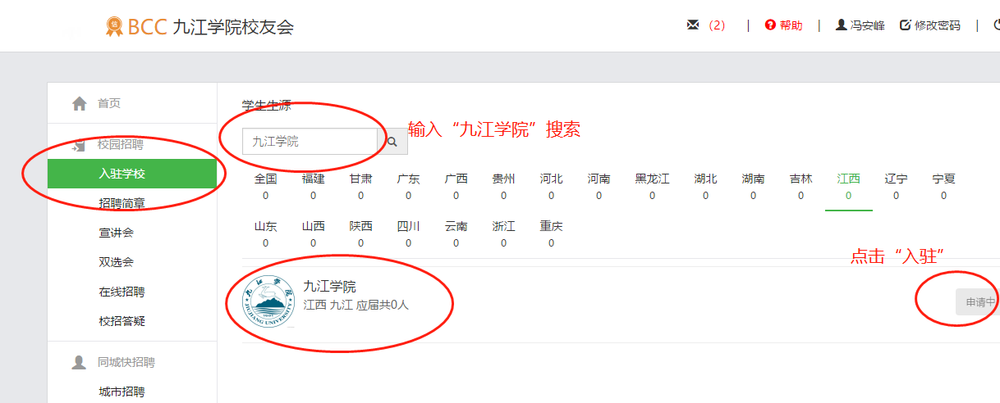 BCC 九江学院校友会
（2） | 帮助 | 冯安峰 修改密码 |
首页
校园招聘
入驻学校
招聘简章
宣讲会
双选会
在线招聘
校招答疑
同城快招聘
城市招聘
学生生源
九江学院
输入“九江学院”搜索
全国 福建 甘肃 广东 广西 贵州 河北 河南 黑龙江 湖北 湖南 吉林 江西 辽宁 宁夏
0 0 0 0 0 0 0 0 0 0 0 0 0 0 0
山东 山西 陕西 四川 云南 浙江 重庆
0 0 0 0 0 0 0
点击“入驻”
九江学院
JIUJIANG UNIVERSITY
九江学院
江西 九江 应届共0人
申请中